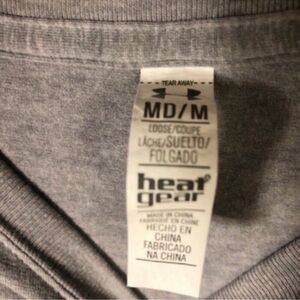 TEAR AWAY
MD/M
LOOSE/COUPE
LÂCHE/SUELTO/
FOLGADO
heat
gear
MADE IN CHINA
FABRIQUÉ EN CHINE
HECHO EN
CHINA
FABRICADO
NA CHINA